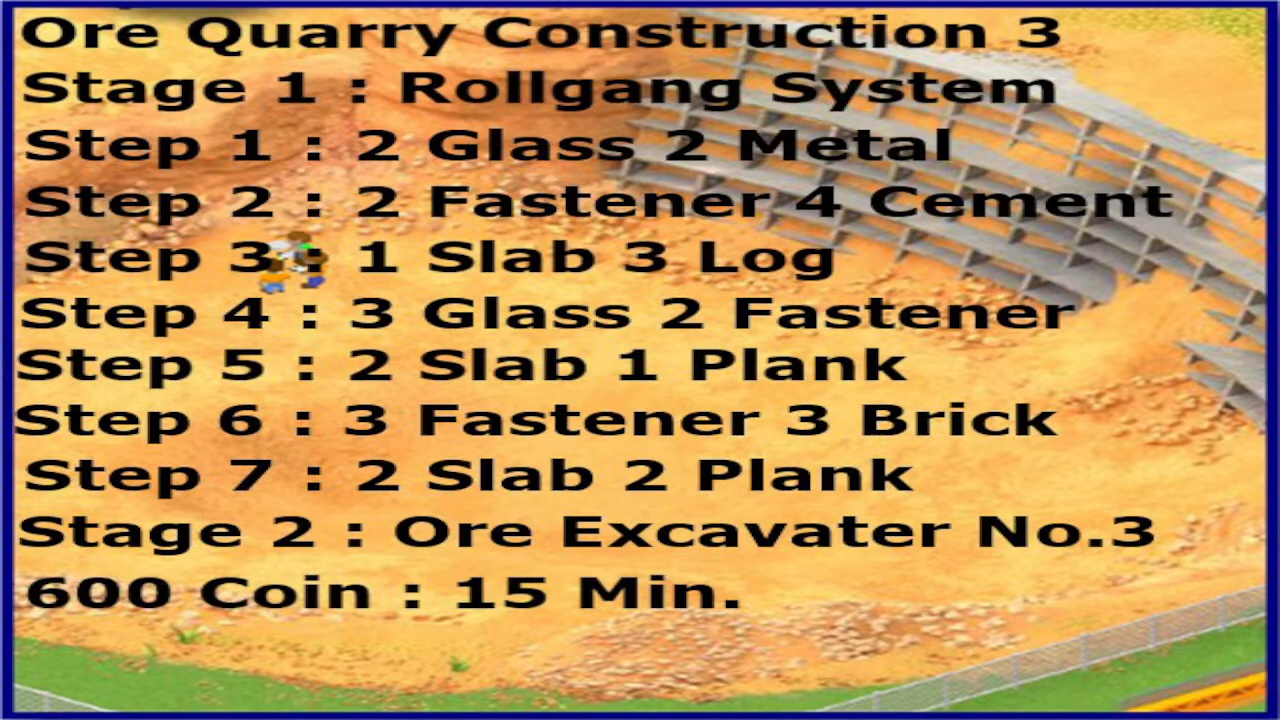 Ore Quarry Construction 3
Stage 1 : Rollgang System
Step 1 : 2 Glass 2 Metal
Step 2 : 2 Fastener 4 Cement
Step 3 : 1 Slab 3 Log
Step 4 : 3 Glass 2 Fastener
Step 5 : 2 Slab 1 Plank
Step 6 : 3 Fastener 3 Brick
Step 7 : 2 Slab 2 Plank
Stage 2 : Ore Excavater No.3
600 Coin : 15 Min.